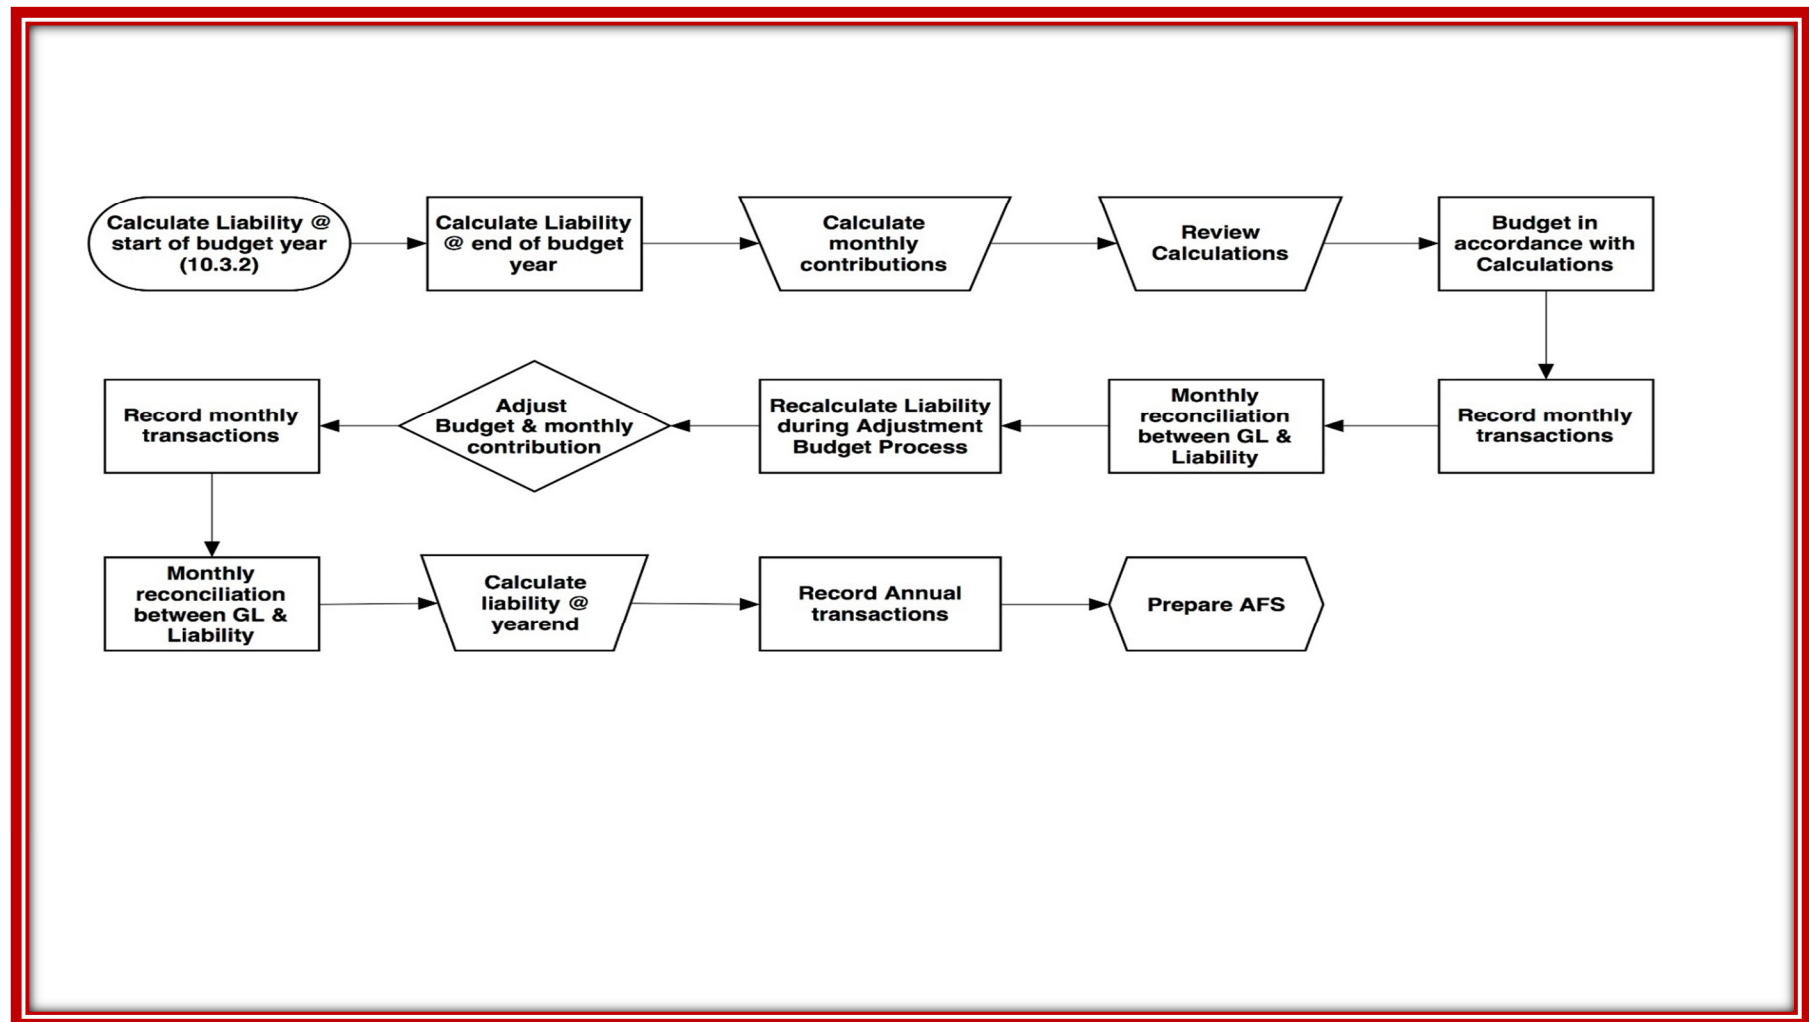 Calculate Liability @
start of budget year
(10.3.2)
Calculate Liability
@ end of budget
year
Calculate
monthly
contributions
Review
Calculations
Budget in
accordance with
Calculations
Record monthly
transactions
Monthly
reconciliation
between GL &
Liability
Recalculate Liability
during Adjustment
Budget Process
Adjust
Budget & monthly
contribution
Record monthly
transactions
Monthly
reconciliation
between GL &
Liability
Calculate
liability @
yearend
Record Annual
transactions
Prepare AFS